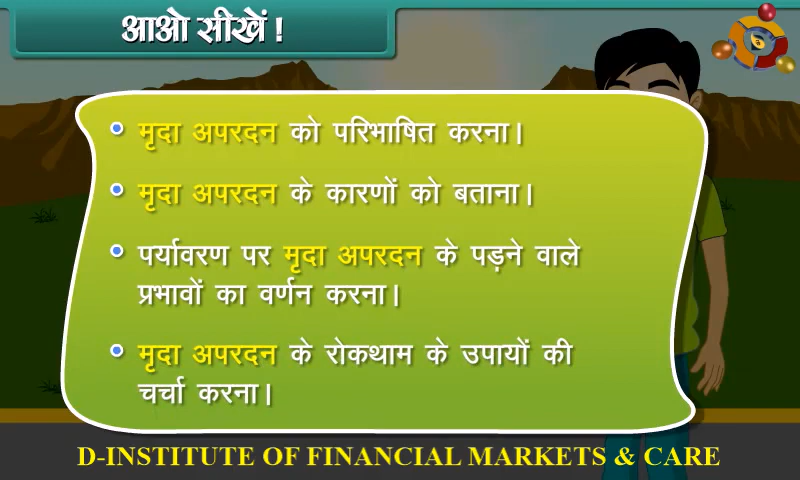 आओ सीखें!
मृदा अपरदन को परिभाषित करना।
मृदा अपरदन के कारणों को बताना।
पर्यावरण पर मृदा अपरदन के पड़ने वाले
प्रभावों का वर्णन करना।
मृदा अपरदन के रोकथाम के उपायों की
चर्चा करना।
D-INSTITUTE OF FINANCIAL MARKETS & CARE